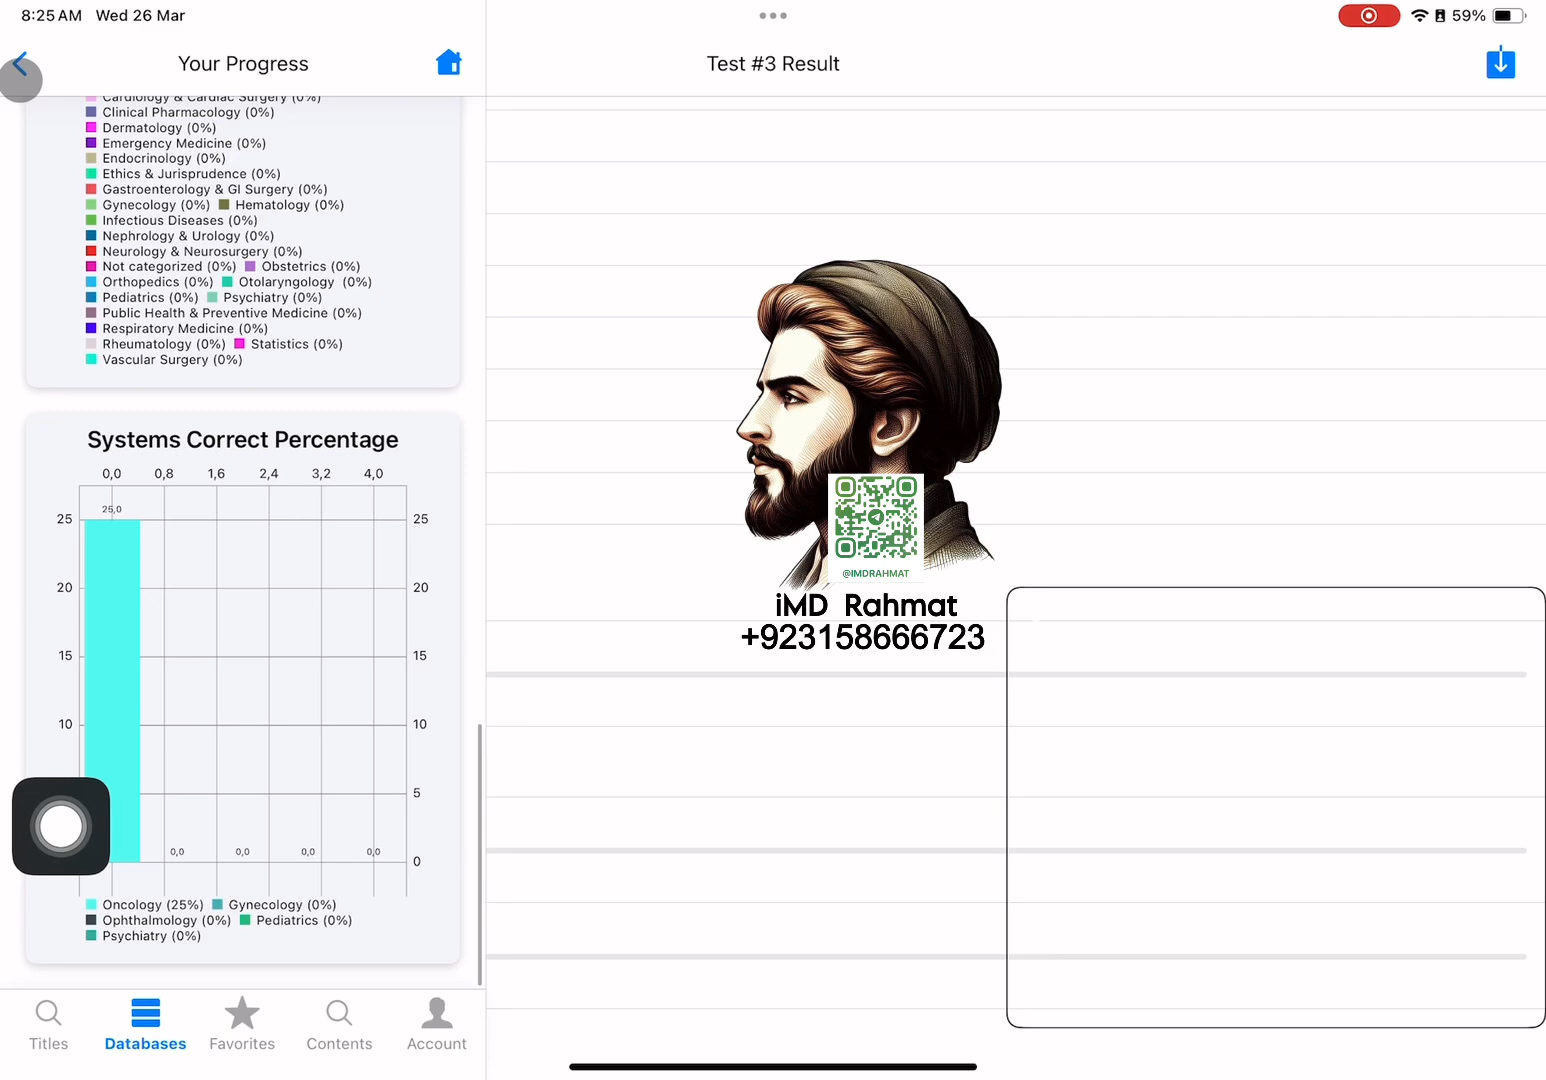 8:25 AM Wed 26 Mar
59%
Your Progress
Test #3 Result
Cardiology & Cardiac Surgery (0%)
Clinical Pharmacology (0%)
Dermatology (0%)
Emergency Medicine (0%)
Endocrinology (0%)
Ethics & Jurisprudence (0%)
Gastroenterology & GI Surgery (0%)
Gynecology (0%) Hematology (0%)
Infectious Diseases (0%)
Nephrology & Urology (0%)
Neurology & Neurosurgery (0%)
Not categorized (0%) Obstetrics (0%)
Orthopedics (0%) Otolaryngology (0%)
Pediatrics (0%) Psychiatry (0%)
Public Health & Preventive Medicine (0%)
Respiratory Medicine (0%)
Rheumatology (0%) Statistics (0%)
Vascular Surgery (0%)
Systems Correct Percentage
0,0 0,8 1,6 2,4 3,2 4,0
25,0
25 25
20 20
15 15
10 10
5
0,0 0,0 0,0 0,0
0
Oncology (25%) Gynecology (0%)
Ophthalmology (0%) Pediatrics (0%)
Psychiatry (0%)
Titles Databases Favorites Contents Account
@IMDRAHMAT
iMD Rahmat
+923158666723